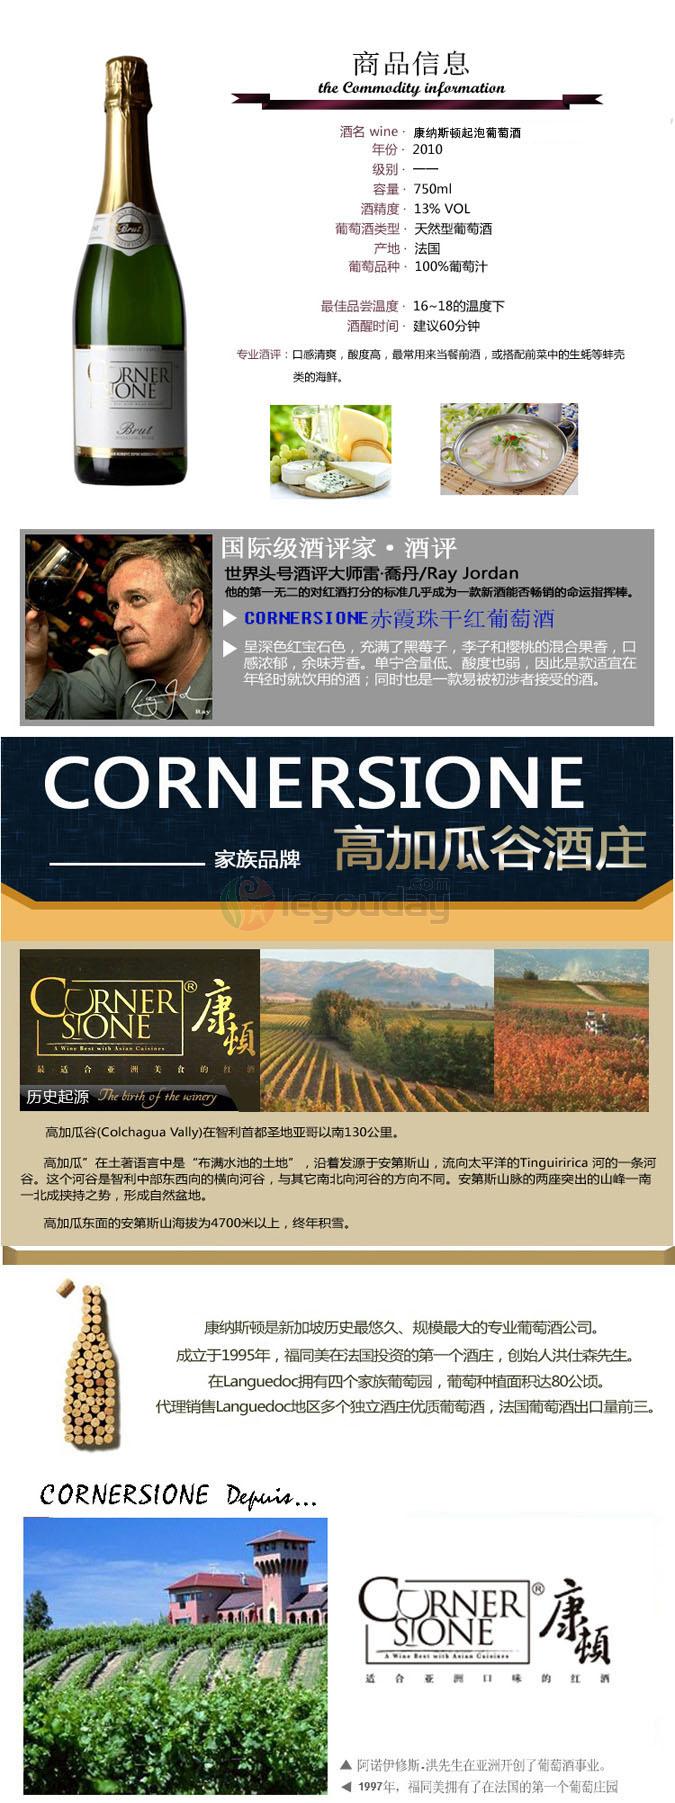 商品信息
the Commodity information
酒名 wine · 康纳斯顿起泡葡萄酒
年份 · 2010
级别 · ——
容量 · 750ml
酒精度 · 13% VOL
葡萄酒类型 · 天然型葡萄酒
产地 · 法国
葡萄品种 · 100%葡萄汁
最佳品尝温度 · 16~18的温度下
酒醒时间 · 建议60分钟
专业酒评：口感清爽，酸度高，最常用来当餐前酒，或搭配前菜中的生蚝等蚌壳
类的海鲜。
Brut
CORNER
SIONE
Brut
国际级酒评家·酒评
世界头号酒评大师雷·喬丹/Ray Jordan
他的第一无二的对红酒打分的标准几乎成为一款新酒能否畅销的命运指挥棒。
CORNERSIONE赤霞珠干红葡萄酒
呈深色红宝石色，充满了黑莓子，李子和樱桃的混合果香，口
感浓郁，余味芳香。单宁含量低、酸度也弱，因此是款适宜在
年轻时就饮用的酒；同时也是一款易被初涉者接受的酒。
Ray
CORNERSIONE
家族品牌 高加瓜谷酒庄
legouday.com
CORNER
SIONE
® 康頓
A Wine Best with Asian Cuisines
最适合亚洲美食的红酒
历史起源 The birth of the winery
高加瓜谷(Colchagua Vally)在智利首都圣地亚哥以南130公里。
高加瓜”在土著语言中是“布满水池的土地”，沿着发源于安第斯山，流向太平洋的Tinguiririca 河的一条河
谷。这个河谷是智利中部东西向的横向河谷，与其它南北向河谷的方向不同。安第斯山脉的两座突出的山峰一南
一北成挟持之势，形成自然盆地。
高加瓜东面的安第斯山海拔为4700米以上，终年积雪。
康纳斯顿是新加坡历史最悠久、规模最大的专业葡萄酒公司。
成立于1995年，福同美在法国投资的第一个酒庄，创始人洪仕森先生。
在Languedoc拥有四个家族葡萄园，葡萄种植面积达80公顷。
代理销售Languedoc地区多个独立酒庄优质葡萄酒，法国葡萄酒出口量前三。
CORNERSIONE Depuis...
CORNER
SIONE
® 康頓
A Wine Best with Asian Cuisines
适合亚洲口味的红酒
▲ 阿诺伊修斯.洪先生在亚洲开创了葡萄酒事业。
◀ 1997年，福同美拥有了在法国的第一个葡萄庄园